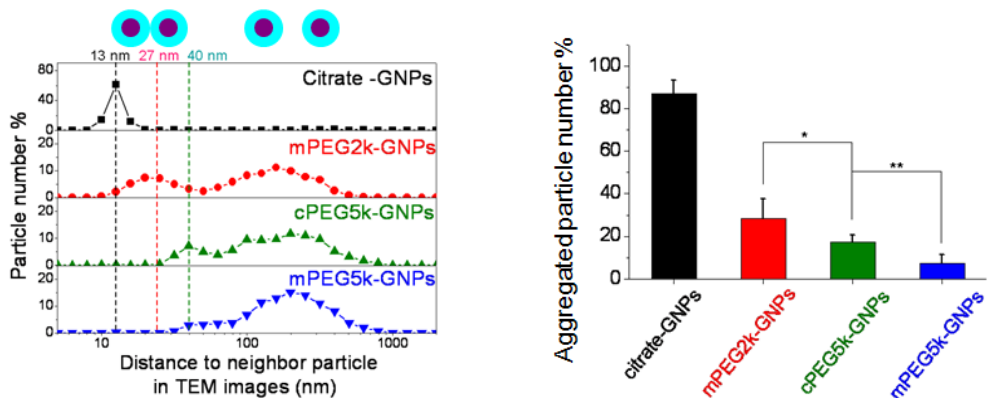 13 nm
27 nm
40 nm
Particle number %
80
40
0
Citrate -GNPs
20
10
0
mPEG2k-GNPs
20
10
0
cPEG5k-GNPs
20
10
0
mPEG5k-GNPs
10
100
1000
Distance to neighbor particle
in TEM images (nm)
Aggregated particle number %
100
80
60
40
20
0
*
**
citrate-GNPs
mPEG2k-GNPs
cPEG5k-GNPs
mPEG5k-GNPs